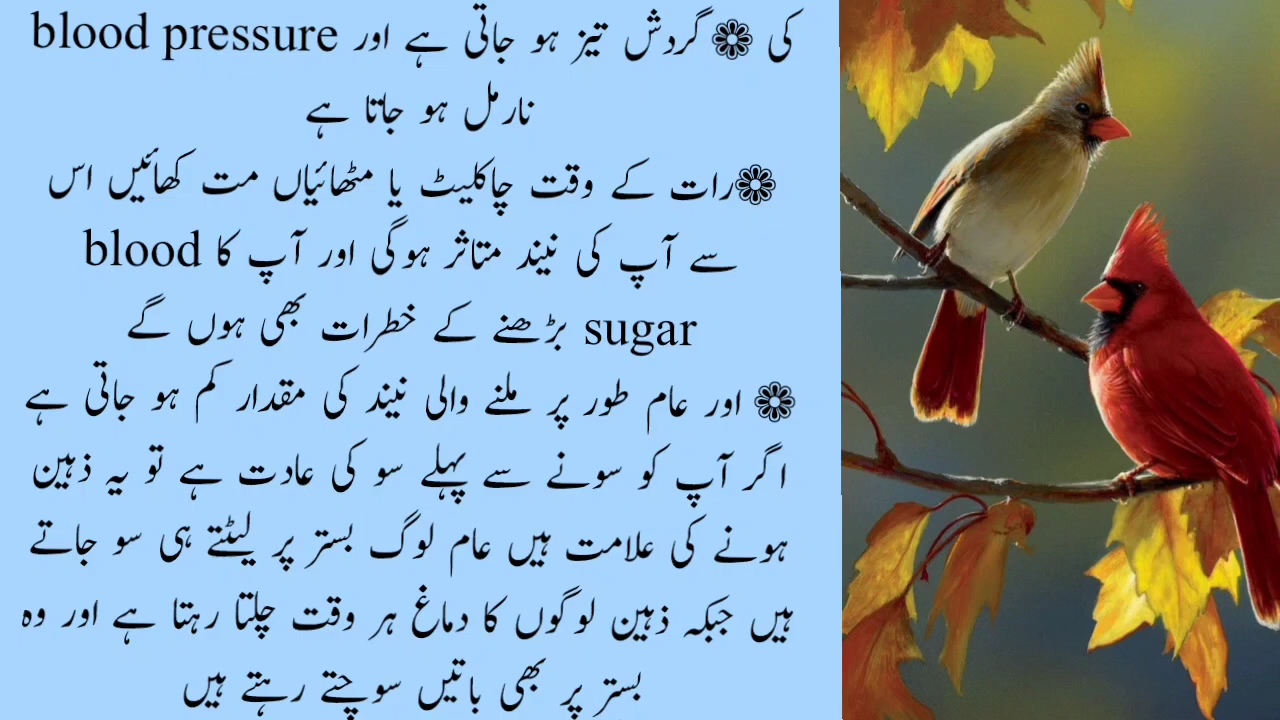 کی ❁ گردش تیز ہو جاتی ہے اور blood pressure
نارمل ہو جاتا ہے
❁رات کے وقت چاکلیٹ یا مٹھائیاں مت کھائیں اس
سے آپ کی نیند متاثر ہوگی اور آپ کا blood
sugar بڑھنے کے خطرات بھی ہوں گے
❁ اور عام طور پر ملنے والی نیند کی مقدار کم ہو جاتی ہے
اگر آپ کو سونے سے پہلے سو کی عادت ہے تو یہ ذہین
ہونے کی علامت ہیں عام لوگ بستر پر لیٹتے ہی سو جاتے
ہیں جبکہ ذہین لوگوں کا دماغ ہر وقت چلتا رہتا ہے اور وہ
بستر پر بھی باتیں سوچتے رہتے ہیں